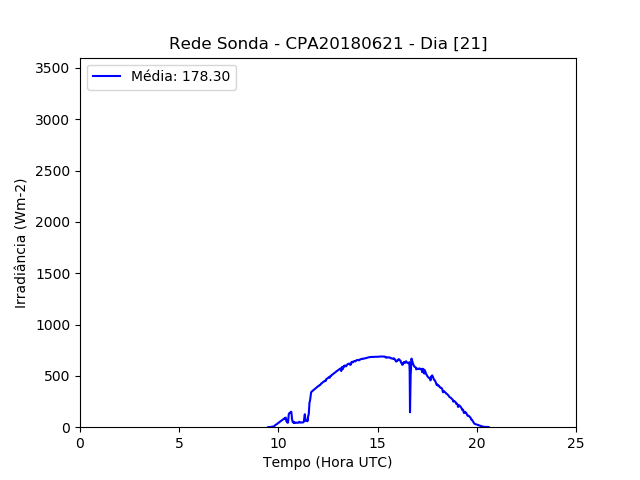 Rede Sonda - CPA20180621 - Dia [21]
Média: 178.30
3500
3000
2500
2000
1500
1000
500
0
Irradiância (Wm-2)
0 5 10 15 20 25
Tempo (Hora UTC)